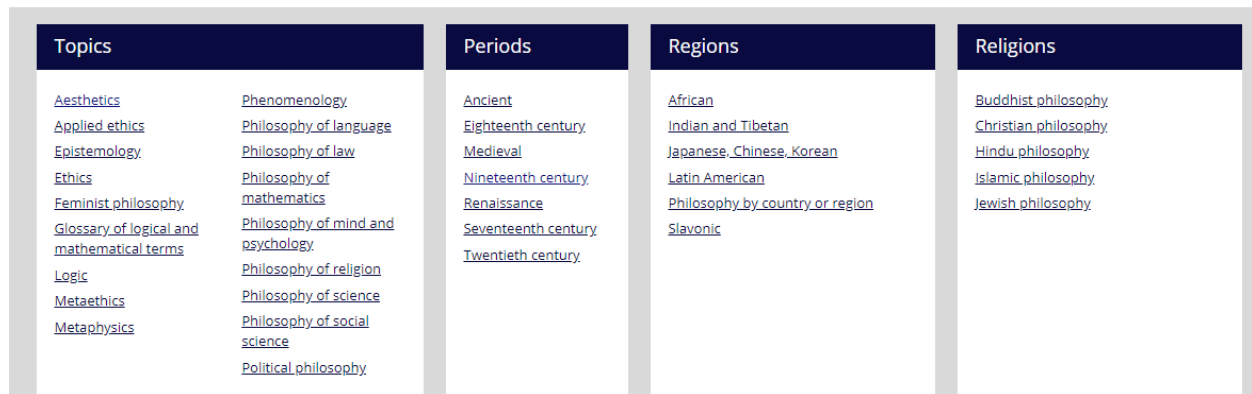 Topics
Aesthetics
Applied ethics
Epistemology
Ethics
Feminist philosophy
Glossary of logical and
mathematical terms
Logic
Metaethics
Metaphysics
Phenomenology
Philosophy of language
Philosophy of law
Philosophy of
mathematics
Philosophy of mind and
psychology
Philosophy of religion
Philosophy of science
Philosophy of social
science
Political philosophy
Periods
Ancient
Eighteenth century
Medieval
Nineteenth century
Renaissance
Seventeenth century
Twentieth century
Regions
African
Indian and Tibetan
Japanese, Chinese, Korean
Latin American
Philosophy by country or region
Slavonic
Religions
Buddhist philosophy
Christian philosophy
Hindu philosophy
Islamic philosophy
Jewish philosophy